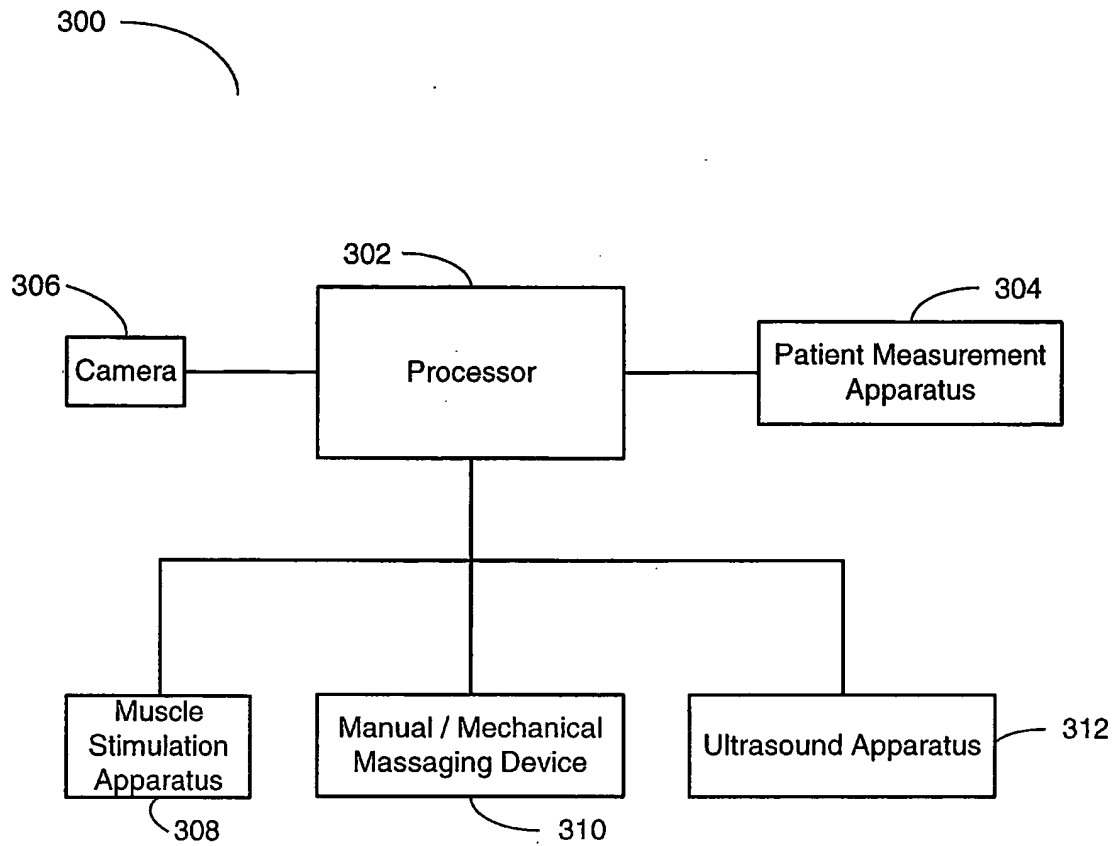 300
302
306
304
Camera
Processor
Patient Measurement
Apparatus
Muscle
Stimulation
Apparatus
Manual / Mechanical
Massaging Device
Ultrasound Apparatus
312
308
310